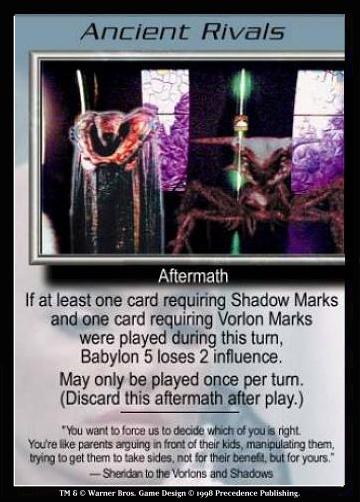 Ancient Rivals
Aftermath
If at least one card requiring Shadow Marks
and one card requiring Vorlon Marks
were played during this turn,
Babylon 5 loses 2 influence.
May only be played once per turn.
(Discard this aftermath after play.)
"You want to force us to decide which of you is right.
You're like parents arguing in front of their kids, manipulating them,
trying to get them to take sides, not for their benefit, but for yours."
— Sheridan to the Vorlons and Shadows
TM & © Warner Bros. Game Design © 1998 Precedence Publishing.